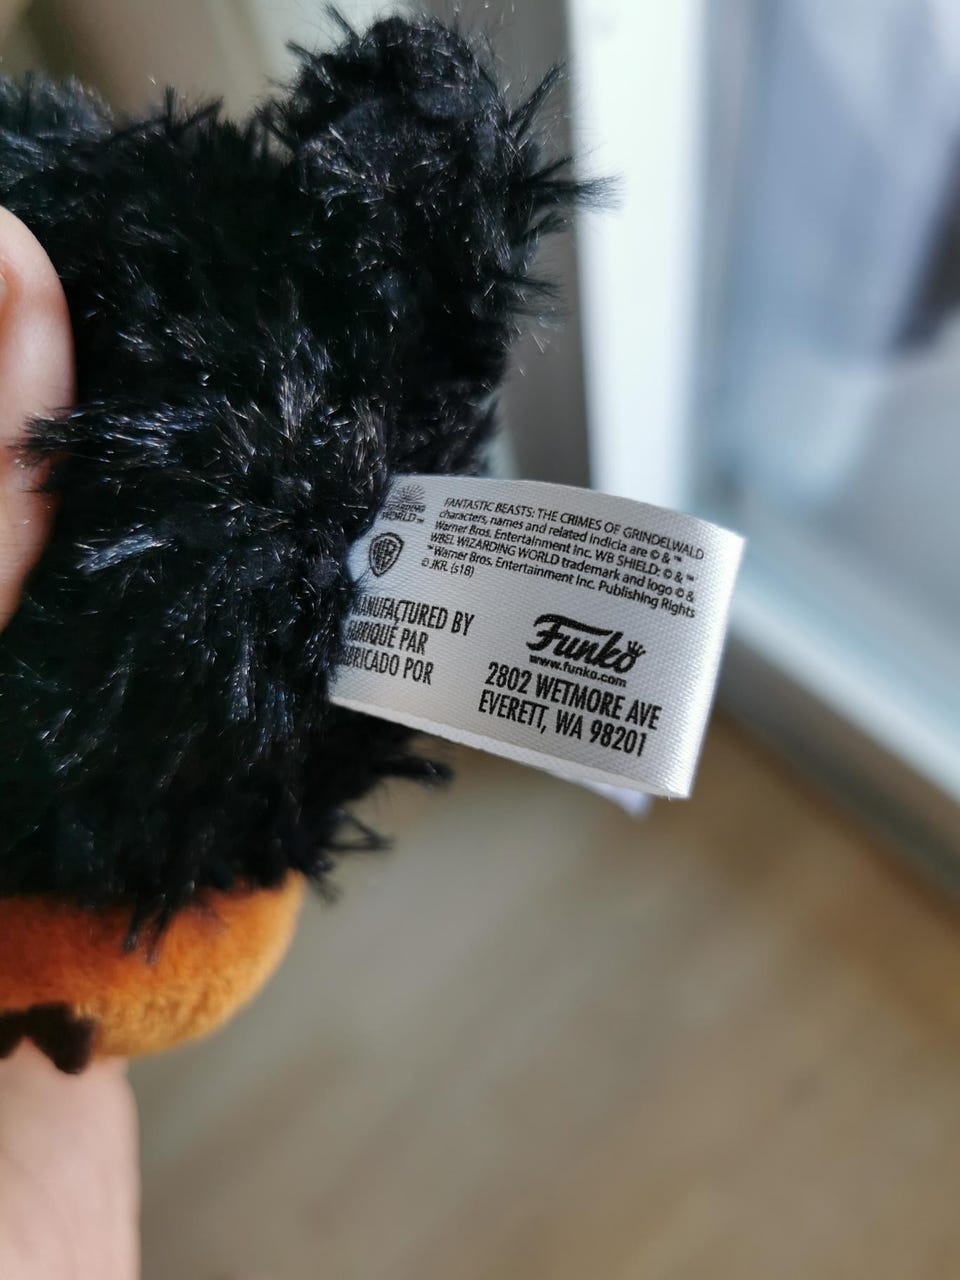 WORLD™
FANTASTIC BEASTS: THE CRIMES OF GRINDELWALD
characters, names and related indicia are © & ™
Warner Bros. Entertainment Inc. WB SHIELD: © & ™
WBEI. WIZARDING WORLD trademark and logo © &
™ Warner Bros. Entertainment Inc. Publishing Rights
© JKR. (s18)
MANUFACTURED BY
FABRIQUÉ PAR
FABRICADO POR
Funko
www.funko.com
2802 WETMORE AVE
EVERETT, WA 98201